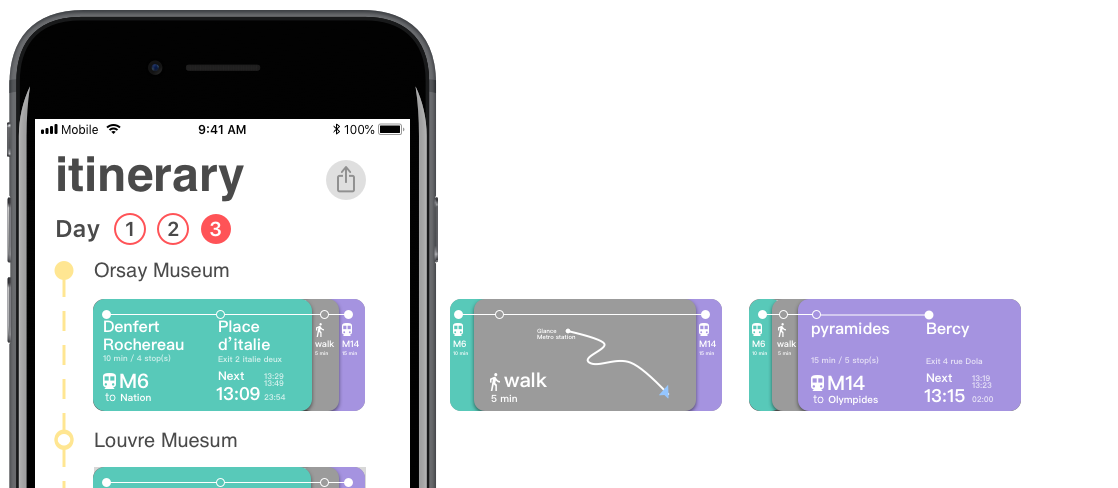 Mobile 9:41 AM 100%
itinerary
Day 1 2 3
Orsay Museum
Denfert
Rochereau
10 min / 4 stop(s)
Place
d'italie
Exit 2 italie deux
M6
to Nation
Next
13:09
13:29
13:49
23:54
walk
5 min
M14
15 min
Louvre Muesum
M6
10 min
Glance
Metro station
walk
5 min
M14
15 min
M6
10 min
walk
5 min
pyramides
15 min / 5 stop(s)
Bercy
Exit 4 rue Dola
M14
to Olympides
Next
13:15
13:19
13:23
02:00